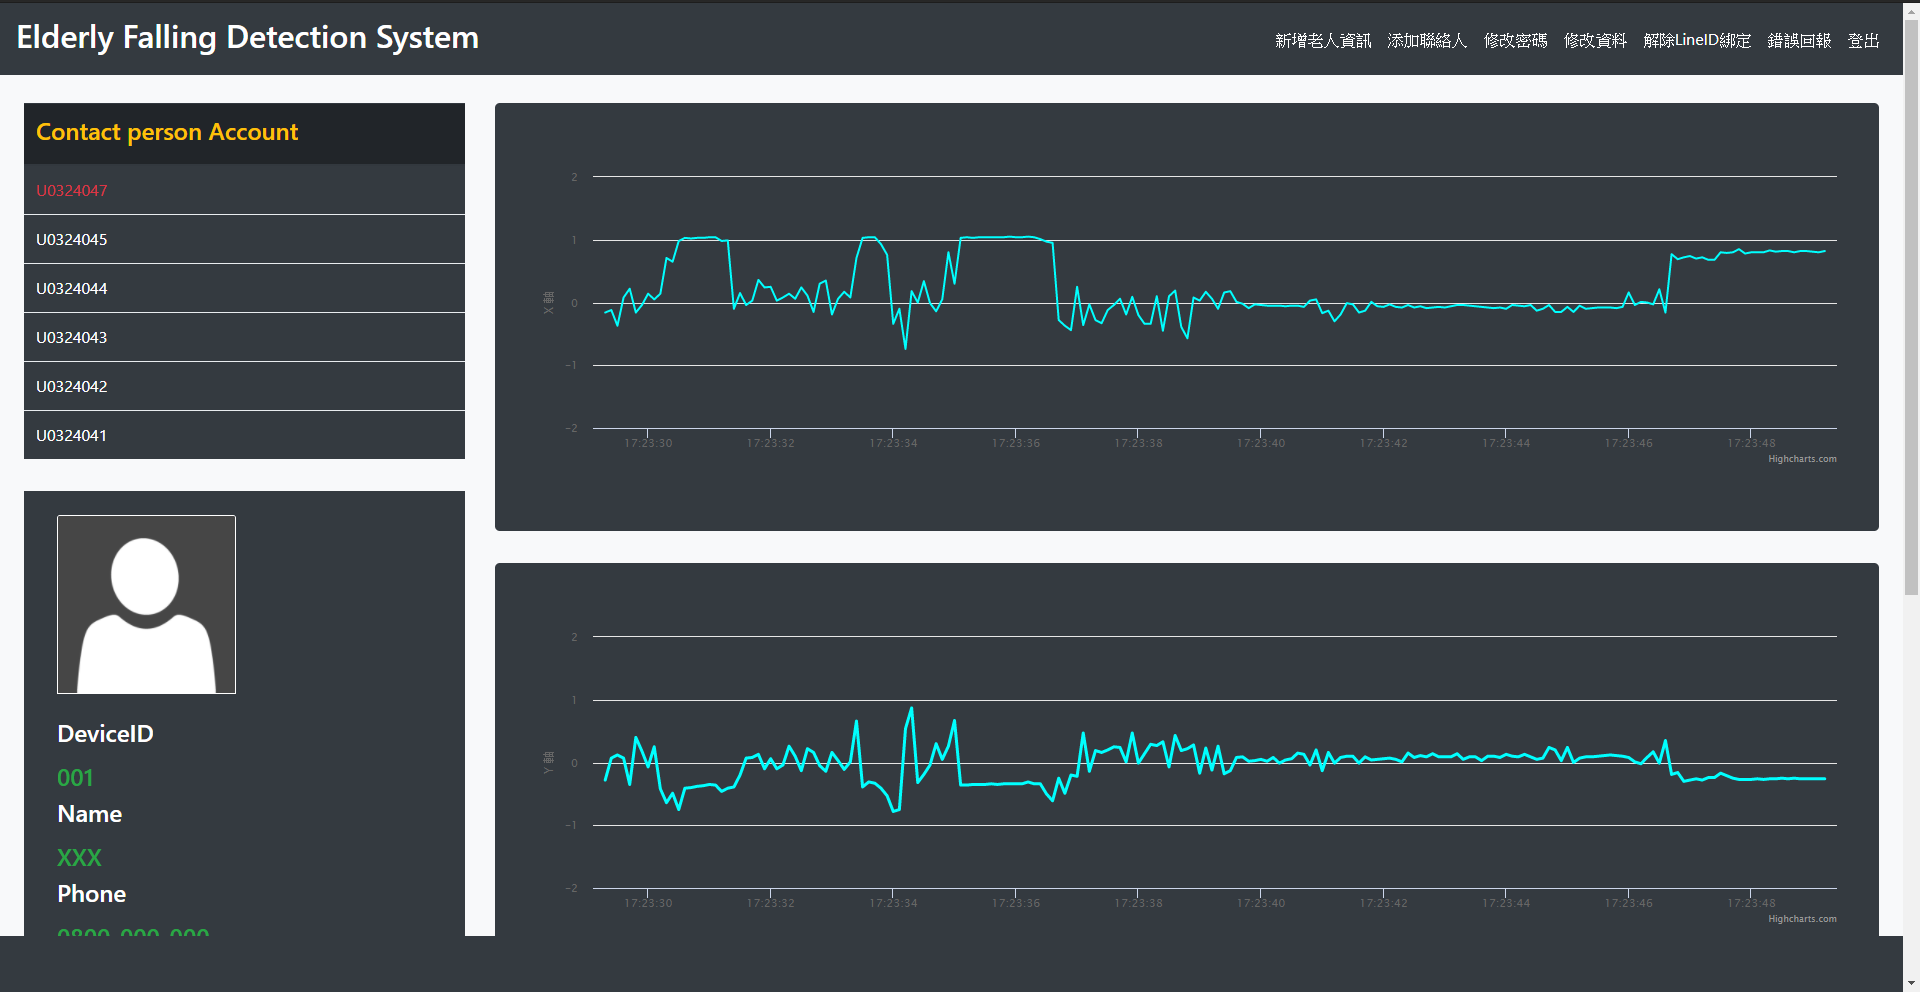 Elderly Falling Detection System
新增老人資訊 添加聯絡人 修改密碼 修改資料 解除LineID綁定 錯誤回報 登出
Contact person Account
U0324047
U0324045
U0324044
U0324043
U0324042
U0324041
DeviceID
001
Name
XXX
Phone
0800-000-000
2
1
0
-1
-2
X 軸
17:23:30 17:23:32 17:23:34 17:23:36 17:23:38 17:23:40 17:23:42 17:23:44 17:23:46 17:23:48
Highcharts.com
2
1
0
-1
-2
Y 軸
17:23:30 17:23:32 17:23:34 17:23:36 17:23:38 17:23:40 17:23:42 17:23:44 17:23:46 17:23:48
Highcharts.com